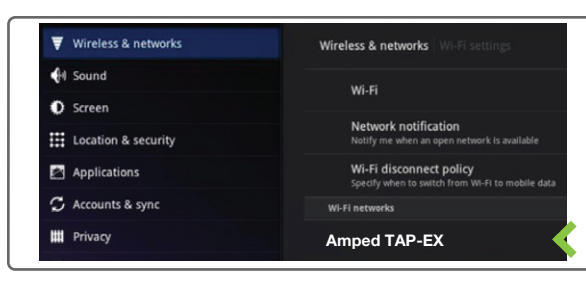 Wireless & networks
Sound
Screen
Location & security
Applications
Accounts & sync
Privacy
Wireless & networks Wi-Fi settings
Wi-Fi
Network notification
Notify me when an open network is available
Wi-Fi disconnect policy
Specify when to switch from Wi-Fi to mobile data
Wi-Fi networks
Amped TAP-EX